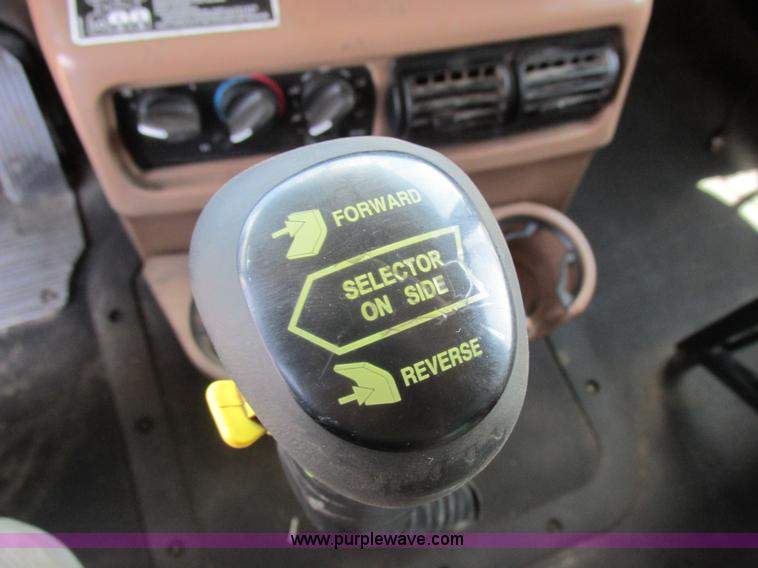 FORWARD
SELECTOR
ON SIDE
REVERSE
www.purplewave.com